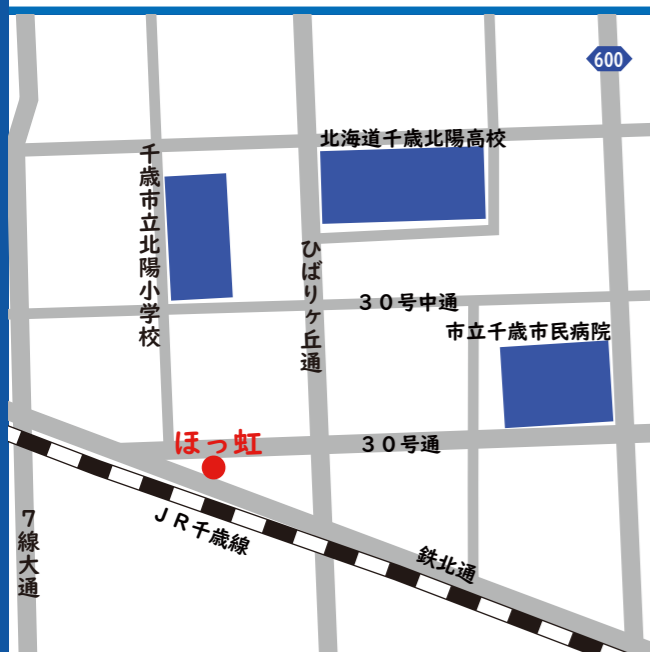 600
北海道千歳北陽高校
千歳市立北陽小学校
ひばりヶ丘通
３０号中通
市立千歳市民病院
ほっ虹
３０号通
７線大通
ＪＲ千歳線
鉄北通